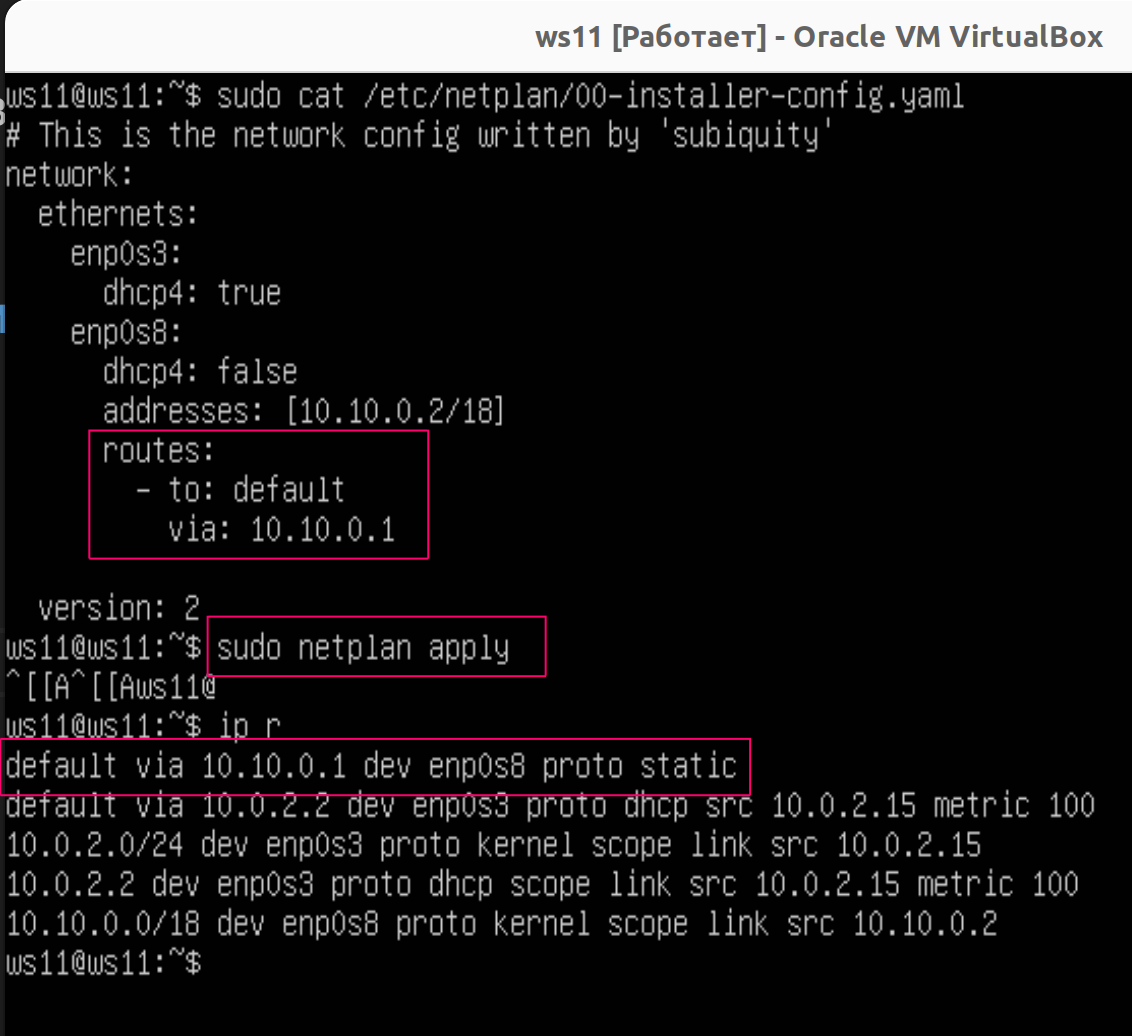 ws11 [Работает] - Oracle VM VirtualBox
ws11@ws11:~$ sudo cat /etc/netplan/00-installer-config.yaml
# This is the network config written by 'subiquity'
network:
  ethernets:
    enp0s3:
      dhcp4: true
    enp0s8:
      dhcp4: false
      addresses: [10.10.0.2/18]
      routes:
        - to: default
          via: 10.10.0.1
  version: 2
ws11@ws11:~$ sudo netplan apply
^[[A^[[Aws11@
ws11@ws11:~$ ip r
default via 10.10.0.1 dev enp0s8 proto static
default via 10.0.2.2 dev enp0s3 proto dhcp src 10.0.2.15 metric 100
10.0.2.0/24 dev enp0s3 proto kernel scope link src 10.0.2.15
10.0.2.2 dev enp0s3 proto dhcp scope link src 10.0.2.15 metric 100
10.10.0.0/18 dev enp0s8 proto kernel scope link src 10.10.0.2
ws11@ws11:~$